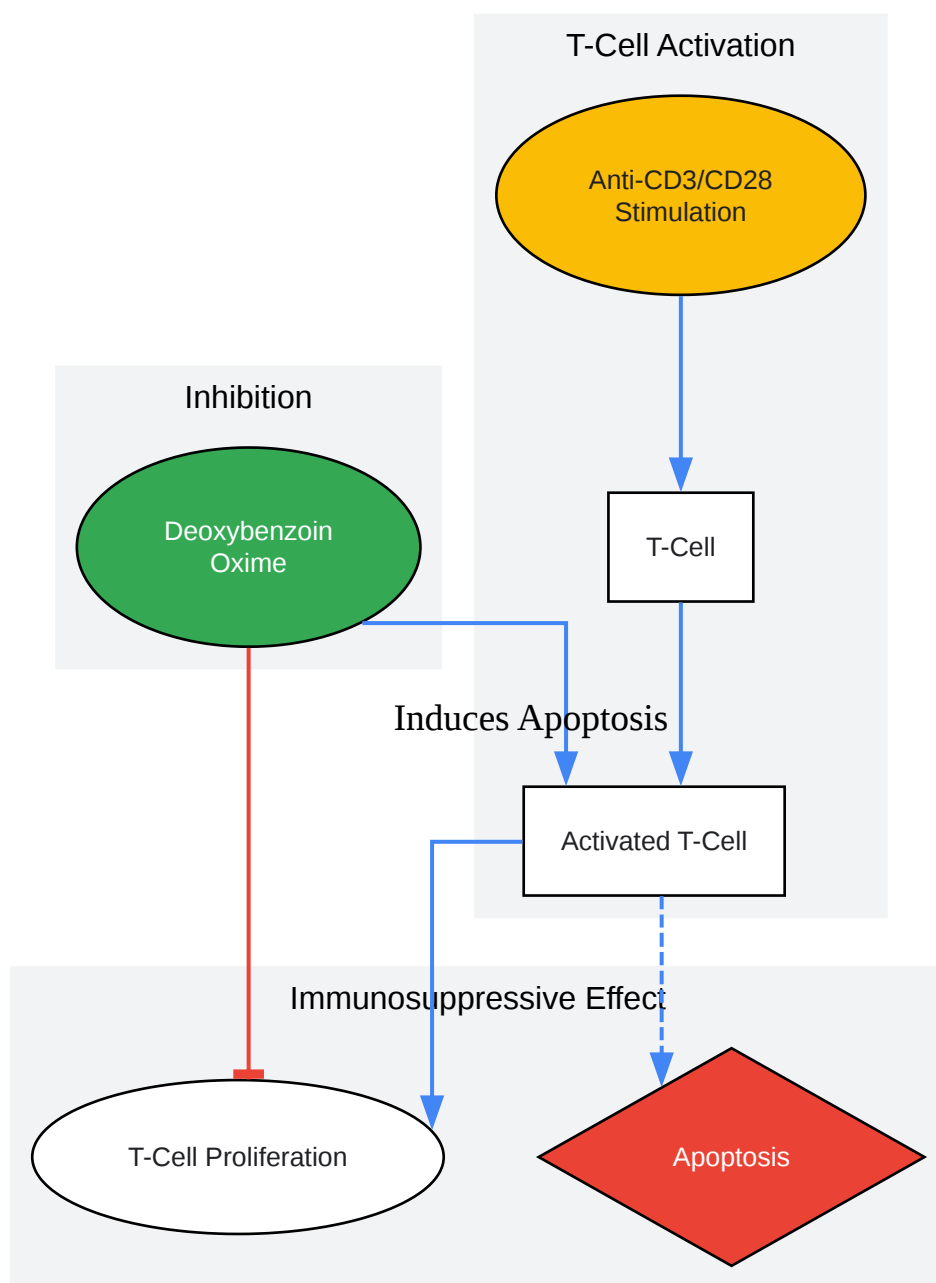 T-Cell Activation
Anti-CD3/CD28
Stimulation
Inhibition
Deoxybenzoin
Oxime
T-Cell
Induces Apoptosis
Activated T-Cell
Immunosuppressive Effect
T-Cell Proliferation
Apoptosis